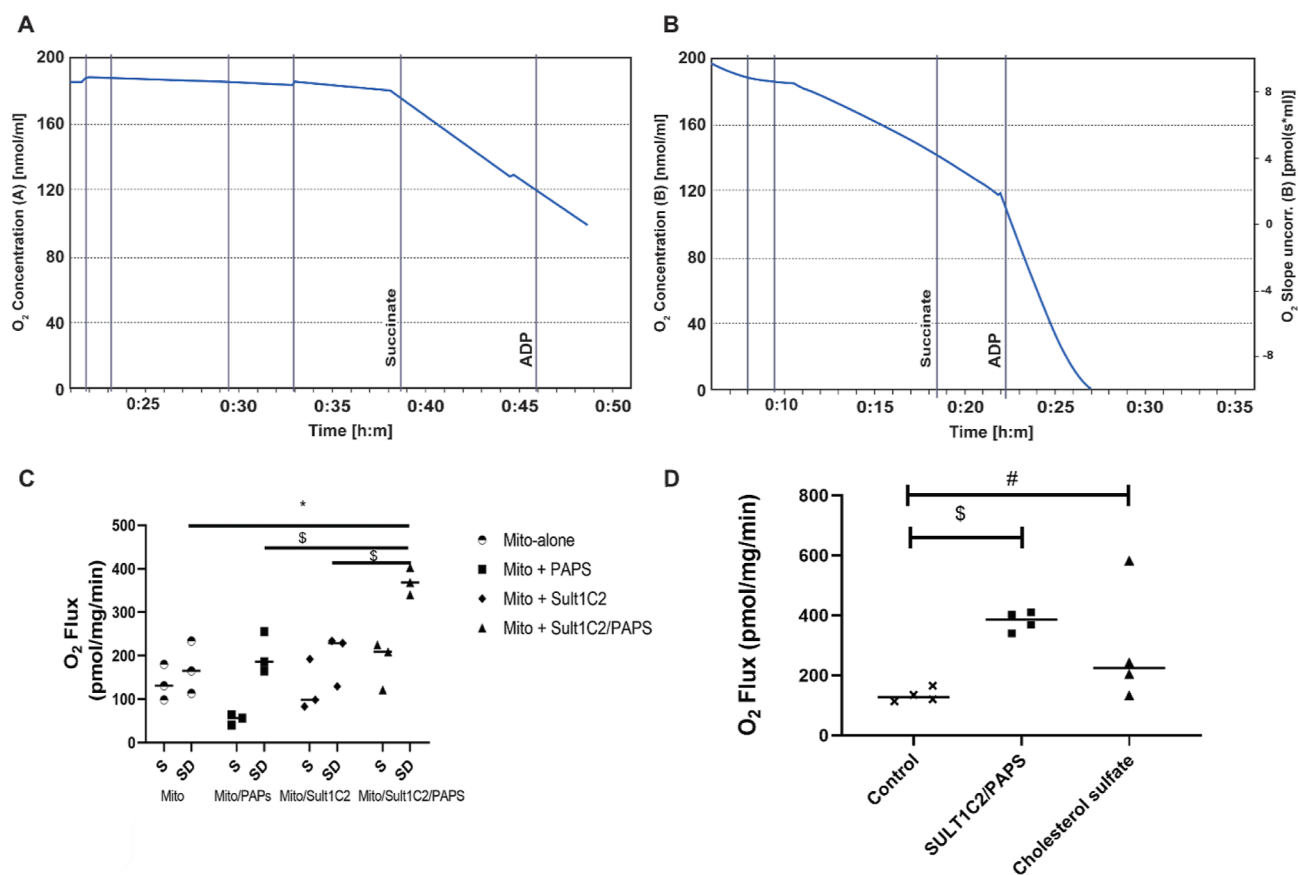 A
200
160
120
80
40
0
O2 Concentration (A) [nmol/ml]
Succinate
ADP
0:25 0:30 0:35 0:40 0:45 0:50
Time [h:m]
B
200
160
120
80
40
0
O2 Concentration (B) [nmol/ml]
Succinate
ADP
8
4
0
-4
-8
O2 Slope uncorr. (B) [pmol(s*ml)]
0:10 0:15 0:20 0:25 0:30 0:35
Time [h:m]
C
500
400
300
200
100
0
O2 Flux
(pmol/mg/min)
*
$
$
S SD S SD S SD S SD
Mito Mito/PAPs Mito/Sult1C2 Mito/Sult1C2/PAPS
Mito-alone
Mito + PAPS
Mito + Sult1C2
Mito + Sult1C2/PAPS
D
800
600
400
200
0
O2 Flux (pmol/mg/min)
#
$
Control
SULT1C2/PAPS
Cholesterol sulfate